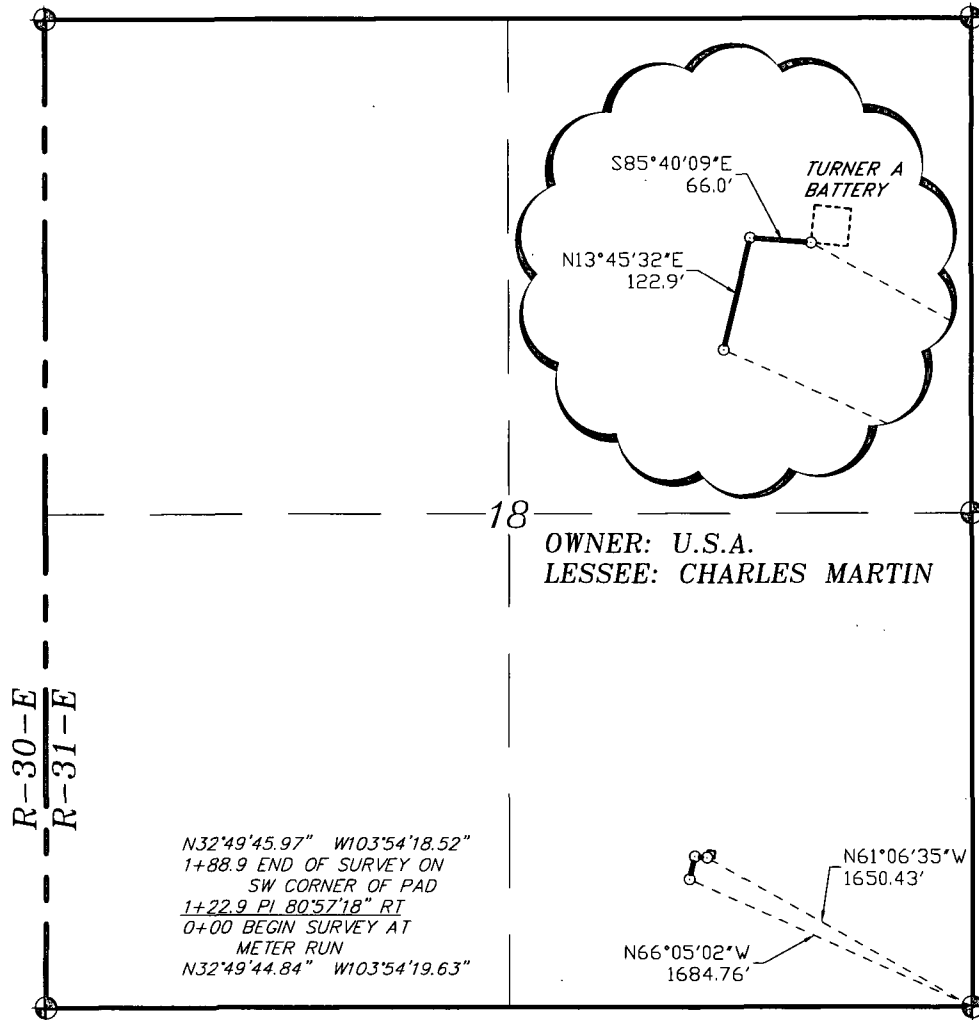 S85°40'09"E
66.0'
TURNER A
BATTERY
N13°45'32"E
122.9'
18
OWNER: U.S.A.
LESSEE: CHARLES MARTIN
R-30-E
R-31-E
N32°49'45.97" W103°54'18.52"
1+88.9 END OF SURVEY ON
SW CORNER OF PAD
1+22.9 PI 80°57'18" RT
0+00 BEGIN SURVEY AT
METER RUN
N32°49'44.84" W103°54'19.63"
N61°06'35"W
1650.43'
N66°05'02"W
1684.76'